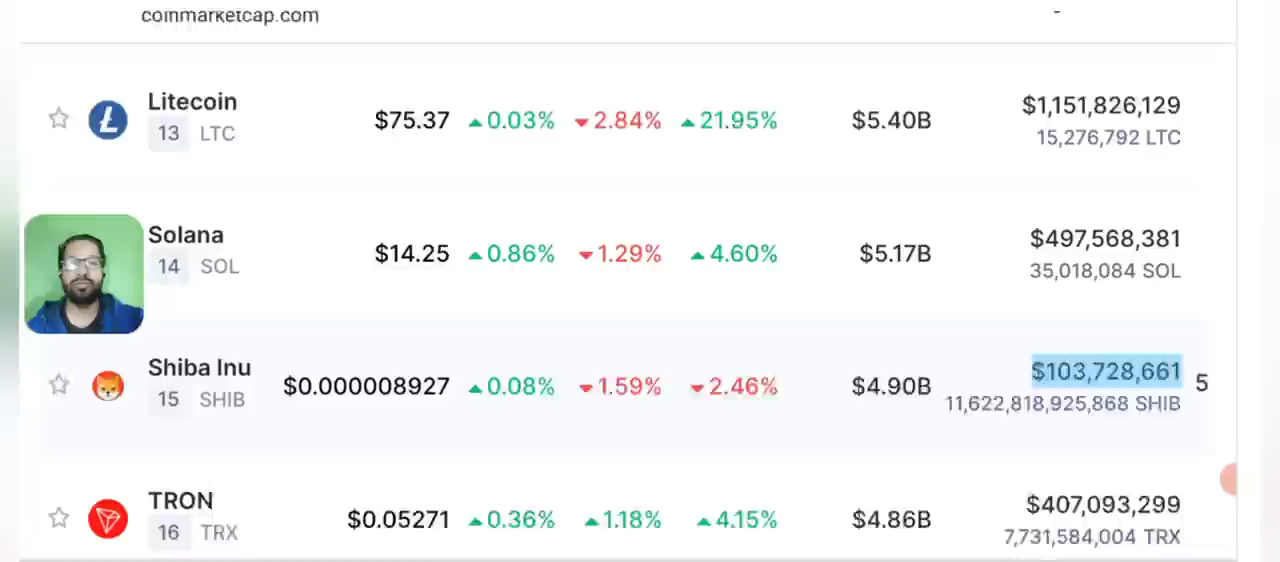 coinmarketcap.com
-
Litecoin
13 LTC
$75.37 0.03% 2.84% 21.95% $5.40B
$1,151,826,129
15,276,792 LTC
Solana
14 SOL
$14.25 0.86% 1.29% 4.60% $5.17B
$497,568,381
35,018,084 SOL
Shiba Inu
15 SHIB
$0.000008927 0.08% 1.59% 2.46% $4.90B
$103,728,661
11,622,818,925,868 SHIB
5
TRON
16 TRX
$0.05271 0.36% 1.18% 4.15% $4.86B
$407,093,299
7,731,584,004 TRX